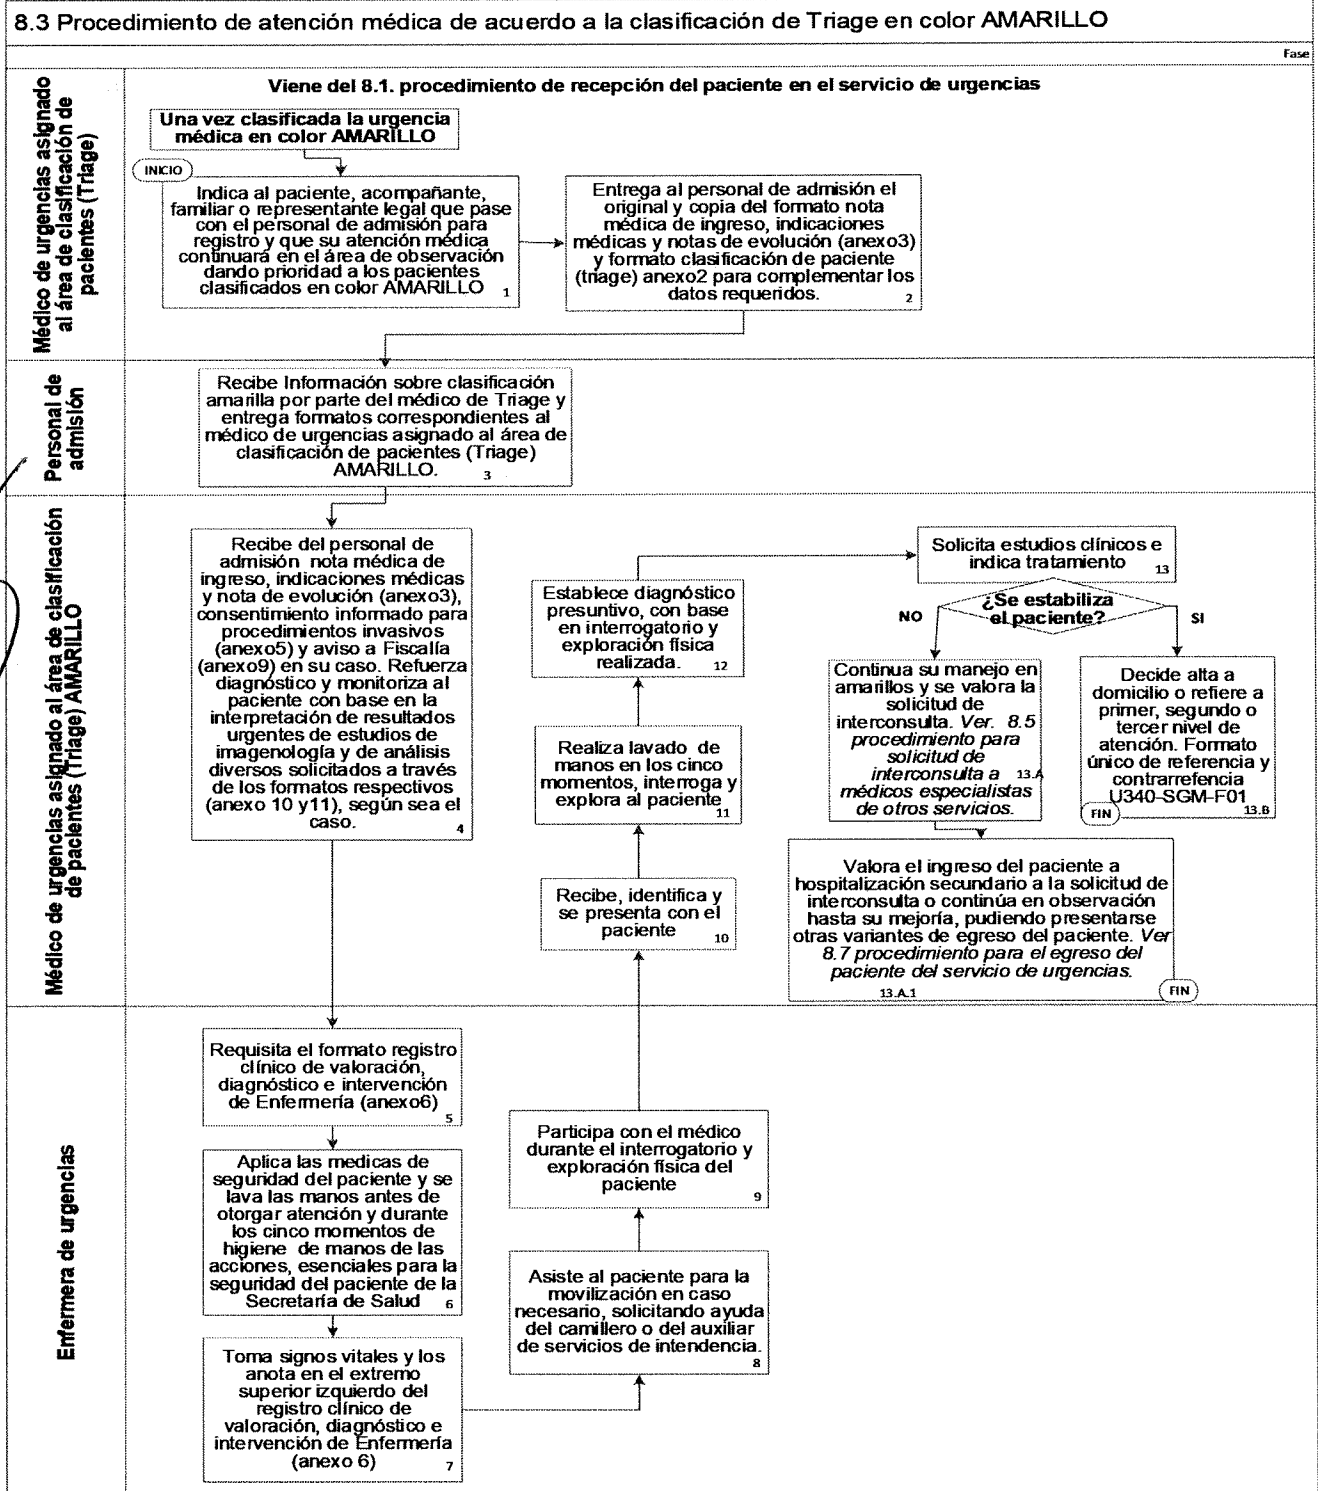 8.3 Procedimiento de atención médica de acuerdo a la clasificación de Triage en color AMARILLO
Fase
Médico de urgencias asignado
al área de clasificación de
pacientes (Triage)
Viene del 8.1. procedimiento de recepción del paciente en el servicio de urgencias
Una vez clasificada la urgencia
médica en color AMARILLO
INICIO
Indica al paciente, acompañante,
familiar o representante legal que pase
con el personal de admisión para
registro y que su atención médica
continuará en el área de observación
dando prioridad a los pacientes
clasificados en color AMARILLO 1
Entrega al personal de admisión el
original y copia del formato nota
médica de ingreso, indicaciones
médicas y notas de evolución (anexo3)
y formato clasificación de paciente
(triage) anexo2 para complementar los
datos requeridos. 2
Personal de
admisión
Recibe Información sobre clasificación
amarilla por parte del médico de Triage y
entrega formatos correspondientes al
médico de urgencias asignado al área de
clasificación de pacientes (Triage)
AMARILLO. 3
Médico de urgencias asignado al área de clasificación
de pacientes (Triage) AMARILLO
Recibe del personal de
admisión nota médica de
ingreso, indicaciones médicas
y nota de evolución (anexo3),
consentimiento informado para
procedimientos invasivos
(anexo5) y aviso a Fiscalía
(anexo9) en su caso. Refuerza
diagnóstico y monitoriza al
paciente con base en la
interpretación de resultados
urgentes de estudios de
imagenología y de análisis
diversos solicitados a través
de los formatos respectivos
(anexo 10 y11), según sea el
caso. 4
Establece diagnóstico
presuntivo, con base
en interrogatorio y
exploración física
realizada. 12
Realiza lavado de
manos en los cinco
momentos, interroga y
explora al paciente
11
Recibe, identifica y
se presenta con el
paciente 10
Solicita estudios clínicos e
indica tratamiento 13
¿Se estabiliza
el paciente?
NO
SI
Continua su manejo en
amarillos y se valora la
solicitud de
interconsulta. Ver. 8.5
procedimiento para
solicitud de
interconsulta a 13.A
médicos especialistas
de otros servicios.
Decide alta a
domicilio o refiere a
primer, segundo o
tercer nivel de
atención. Formato
único de referencia y
contrarrefencia
U340-SGM-F01
FIN 13.B
Valora el ingreso del paciente a
hospitalización secundario a la solicitud de
interconsulta o continúa en observación
hasta su mejoría, pudiendo presentarse
otras variantes de egreso del paciente. Ver
8.7 procedimiento para el egreso del
paciente del servicio de urgencias.
13.A.1
FIN
Enfermera de urgencias
Requisita el formato registro
clínico de valoración,
diagnóstico e intervención
de Enfermería (anexo6)
5
Aplica las medicas de
seguridad del paciente y se
lava las manos antes de
otorgar atención y durante
los cinco momentos de
higiene de manos de las
acciones, esenciales para la
seguridad del paciente de la
Secretaría de Salud 6
Toma signos vitales y los
anota en el extremo
superior izquierdo del
registro clínico de
valoración, diagnóstico e
intervención de Enfermería
(anexo 6) 7
Participa con el médico
durante el interrogatorio y
exploración física del
paciente 9
Asiste al paciente para la
movilización en caso
necesario, solicitando ayuda
del camillero o del auxiliar
de servicios de intendencia.
8